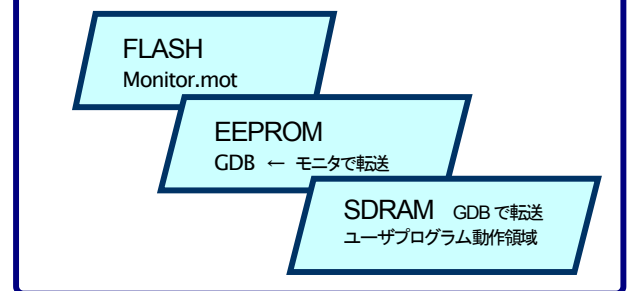 FLASH
Monitor.mot
EEPROM
GDB ← モニタで転送
SDRAM GDBで転送
ユーザプログラム動作領域